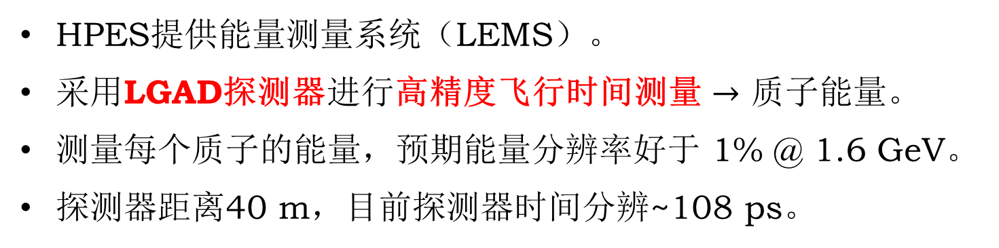 • HPES提供能量测量系统（LEMS）。
• 采用LGAD探测器进行高精度飞行时间测量 → 质子能量。
• 测量每个质子的能量，预期能量分辨率好于 1% @ 1.6 GeV。
• 探测器距离40 m，目前探测器时间分辨~108 ps。